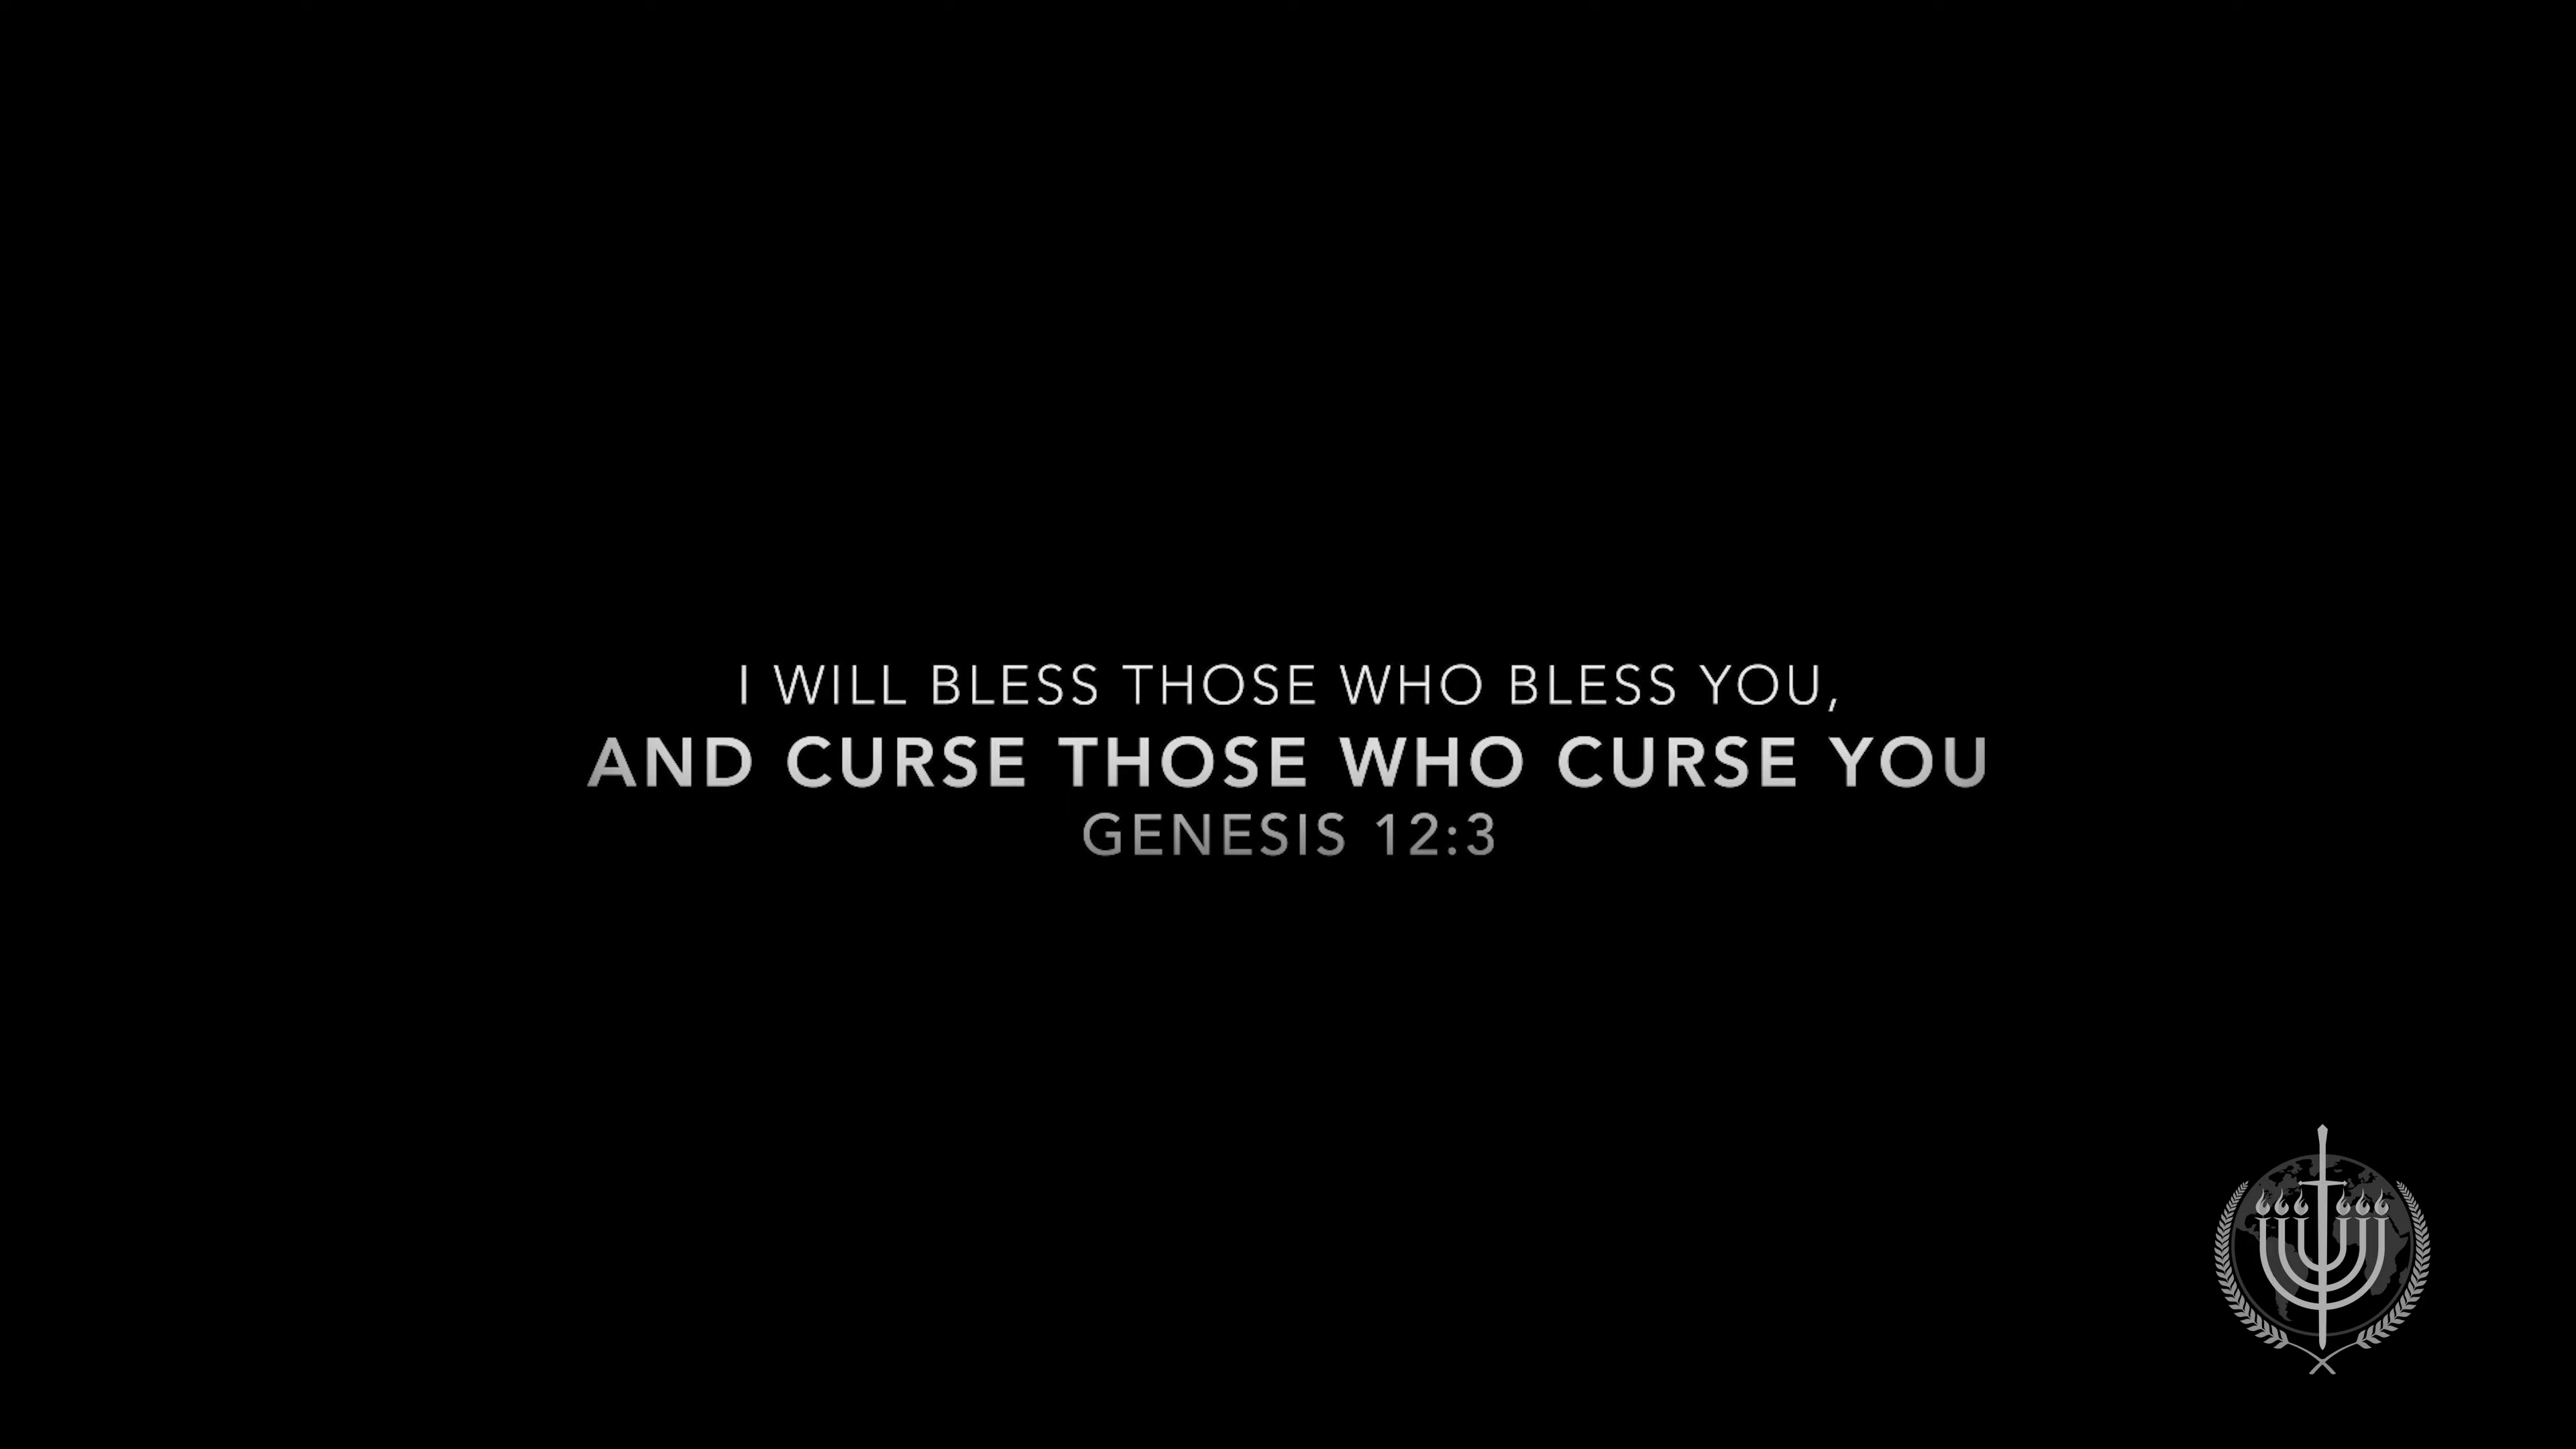 I WILL BLESS THOSE WHO BLESS YOU,
AND CURSE THOSE WHO CURSE YOU
GENESIS 12:3